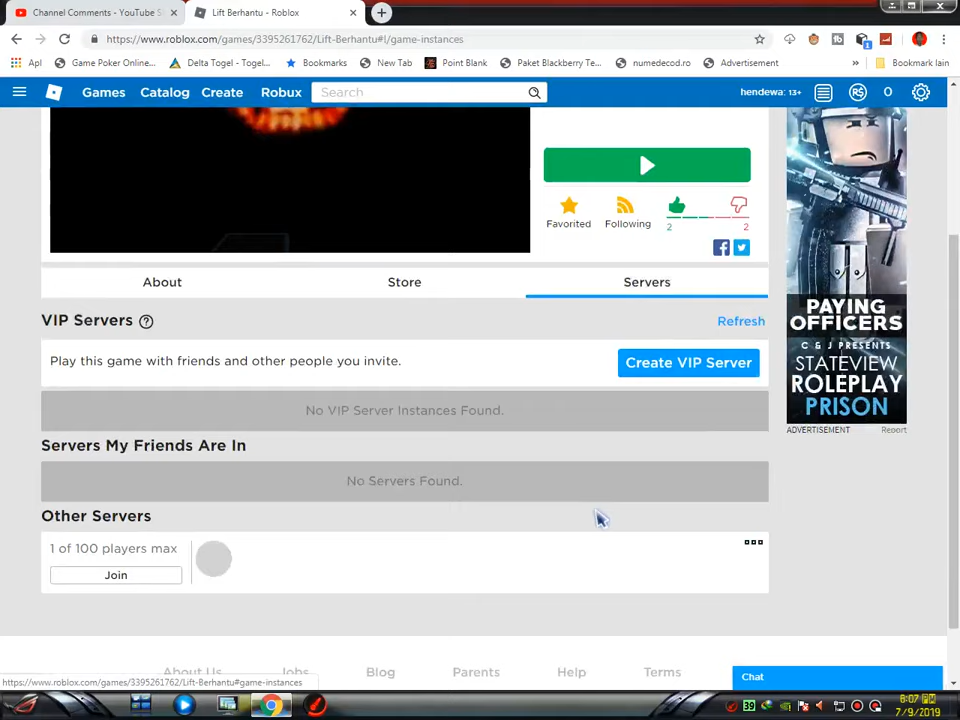 Channel Comments - YouTube S
Lift Berhantu - Roblox
https://www.roblox.com/games/3395261762/Lift-Berhantu#!/game-instances
Apl
Game Poker Online...
Delta Togel - Togel...
Bookmarks
New Tab
Point Blank
Paket Blackberry Te...
numedecod.ro
Advertisement
»
Bookmark lain
Games
Catalog
Create
Robux
Search
hendewa: 13+
R$
0
Favorited
Following
2
2
About
Store
Servers
VIP Servers
Refresh
Play this game with friends and other people you invite.
Create VIP Server
No VIP Server Instances Found.
Servers My Friends Are In
No Servers Found.
Other Servers
1 of 100 players max
Join
PAYING
OFFICERS
C & J PRESENTS
STATEVIEW
ROLEPLAY
PRISON
ADVERTISEMENT
Report
About Us
Jobs
Blog
Parents
Help
Terms
Chat
https://www.roblox.com/games/3395261762/Lift-Berhantu#game-instances
39
6:07 PM
7/9/2019